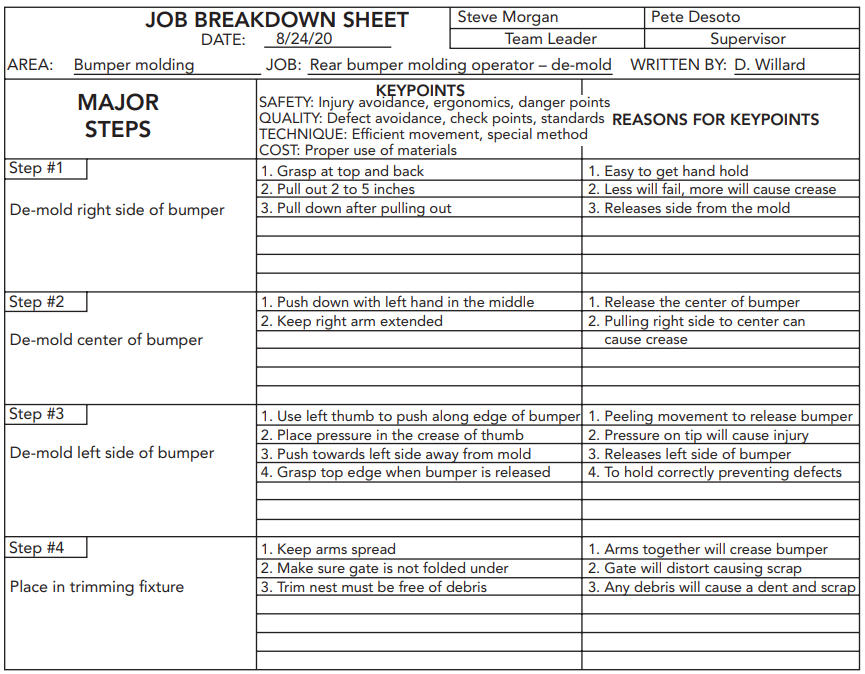 JOB BREAKDOWN SHEET
DATE: 8/24/20
Steve Morgan
Pete Desoto
Team Leader
Supervisor
AREA: Bumper molding JOB: Rear bumper molding operator – de-mold WRITTEN BY: D. Willard
MAJOR
STEPS
KEYPOINTS
SAFETY: Injury avoidance, ergonomics, danger points
QUALITY: Defect avoidance, check points, standards
TECHNIQUE: Efficient movement, special method
COST: Proper use of materials
REASONS FOR KEYPOINTS
Step #1
De-mold right side of bumper
1. Grasp at top and back
2. Pull out 2 to 5 inches
3. Pull down after pulling out
1. Easy to get hand hold
2. Less will fail, more will cause crease
3. Releases side from the mold
Step #2
De-mold center of bumper
1. Push down with left hand in the middle
2. Keep right arm extended
1. Release the center of bumper
2. Pulling right side to center can
cause crease
Step #3
De-mold left side of bumper
1. Use left thumb to push along edge of bumper
2. Place pressure in the crease of thumb
3. Push towards left side away from mold
4. Grasp top edge when bumper is released
1. Peeling movement to release bumper
2. Pressure on tip will cause injury
3. Releases left side of bumper
4. To hold correctly preventing defects
Step #4
Place in trimming fixture
1. Keep arms spread
2. Make sure gate is not folded under
3. Trim nest must be free of debris
1. Arms together will crease bumper
2. Gate will distort causing scrap
3. Any debris will cause a dent and scrap